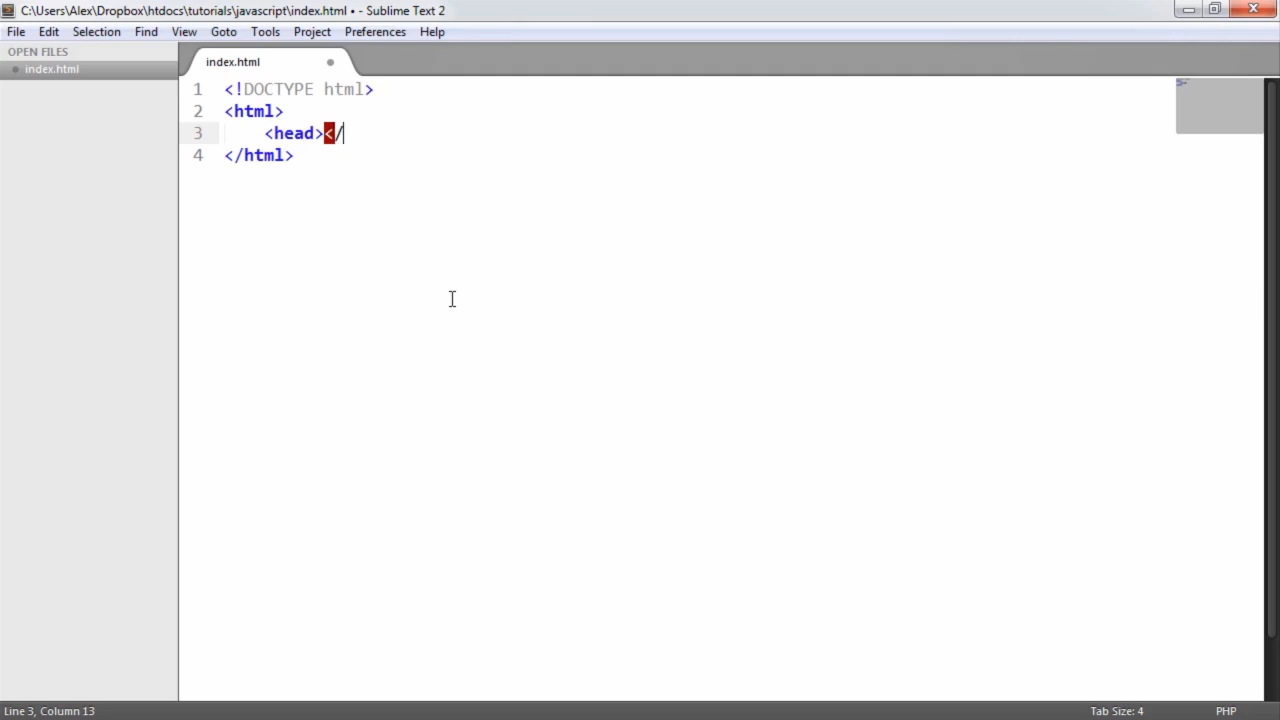 C:\Users\Alex\Dropbox\htdocs\tutorials\javascript\index.html • - Sublime Text 2
File Edit Selection Find View Goto Tools Project Preferences Help
OPEN FILES
index.html
index.html
1 <!DOCTYPE html>
2 <html>
3 <head></
4 </html>
Line 3, Column 13
Tab Size: 4
PHP